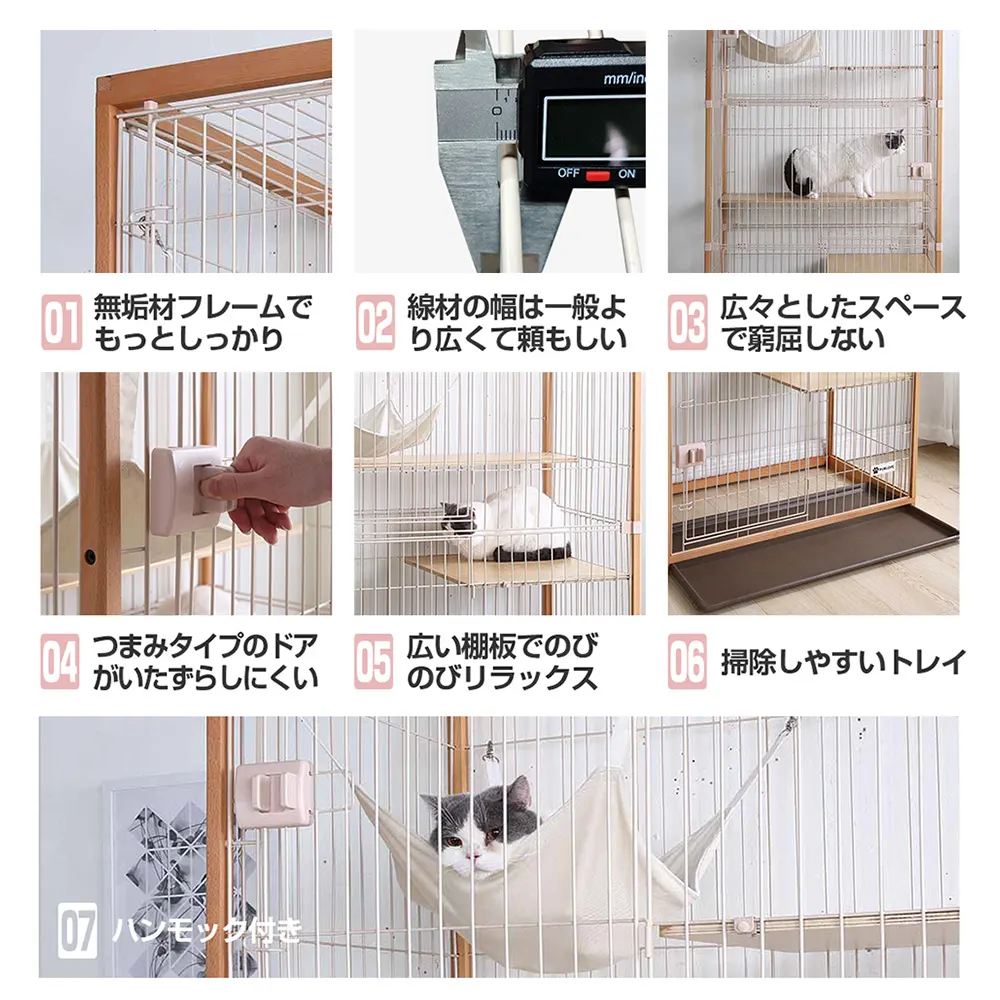 mm/in
0 1
OFF ON
01 無垢材フレームで
もっとしっかり
02 線材の幅は一般よ
り広くて頼もしい
03 広々としたスペース
で窮屈しない
04 つまみタイプのドア
がいたずらしにくい
05 広い棚板でのび
のびリラックス
06 掃除しやすいトレイ
07 ハンモック付き